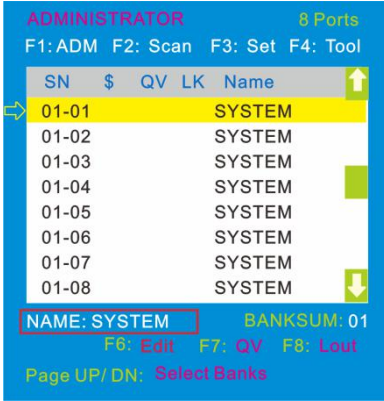 ADMINISTRATOR 8 Ports
F1: ADM F2: Scan F3: Set F4: Tool
SN $ QV LK Name
01-01 SYSTEM
01-02 SYSTEM
01-03 SYSTEM
01-04 SYSTEM
01-05 SYSTEM
01-06 SYSTEM
01-07 SYSTEM
01-08 SYSTEM
NAME: SYSTEM BANKSUM: 01
F6: Edit F7: QV F8: Lout
Page UP/ DN: Select Banks